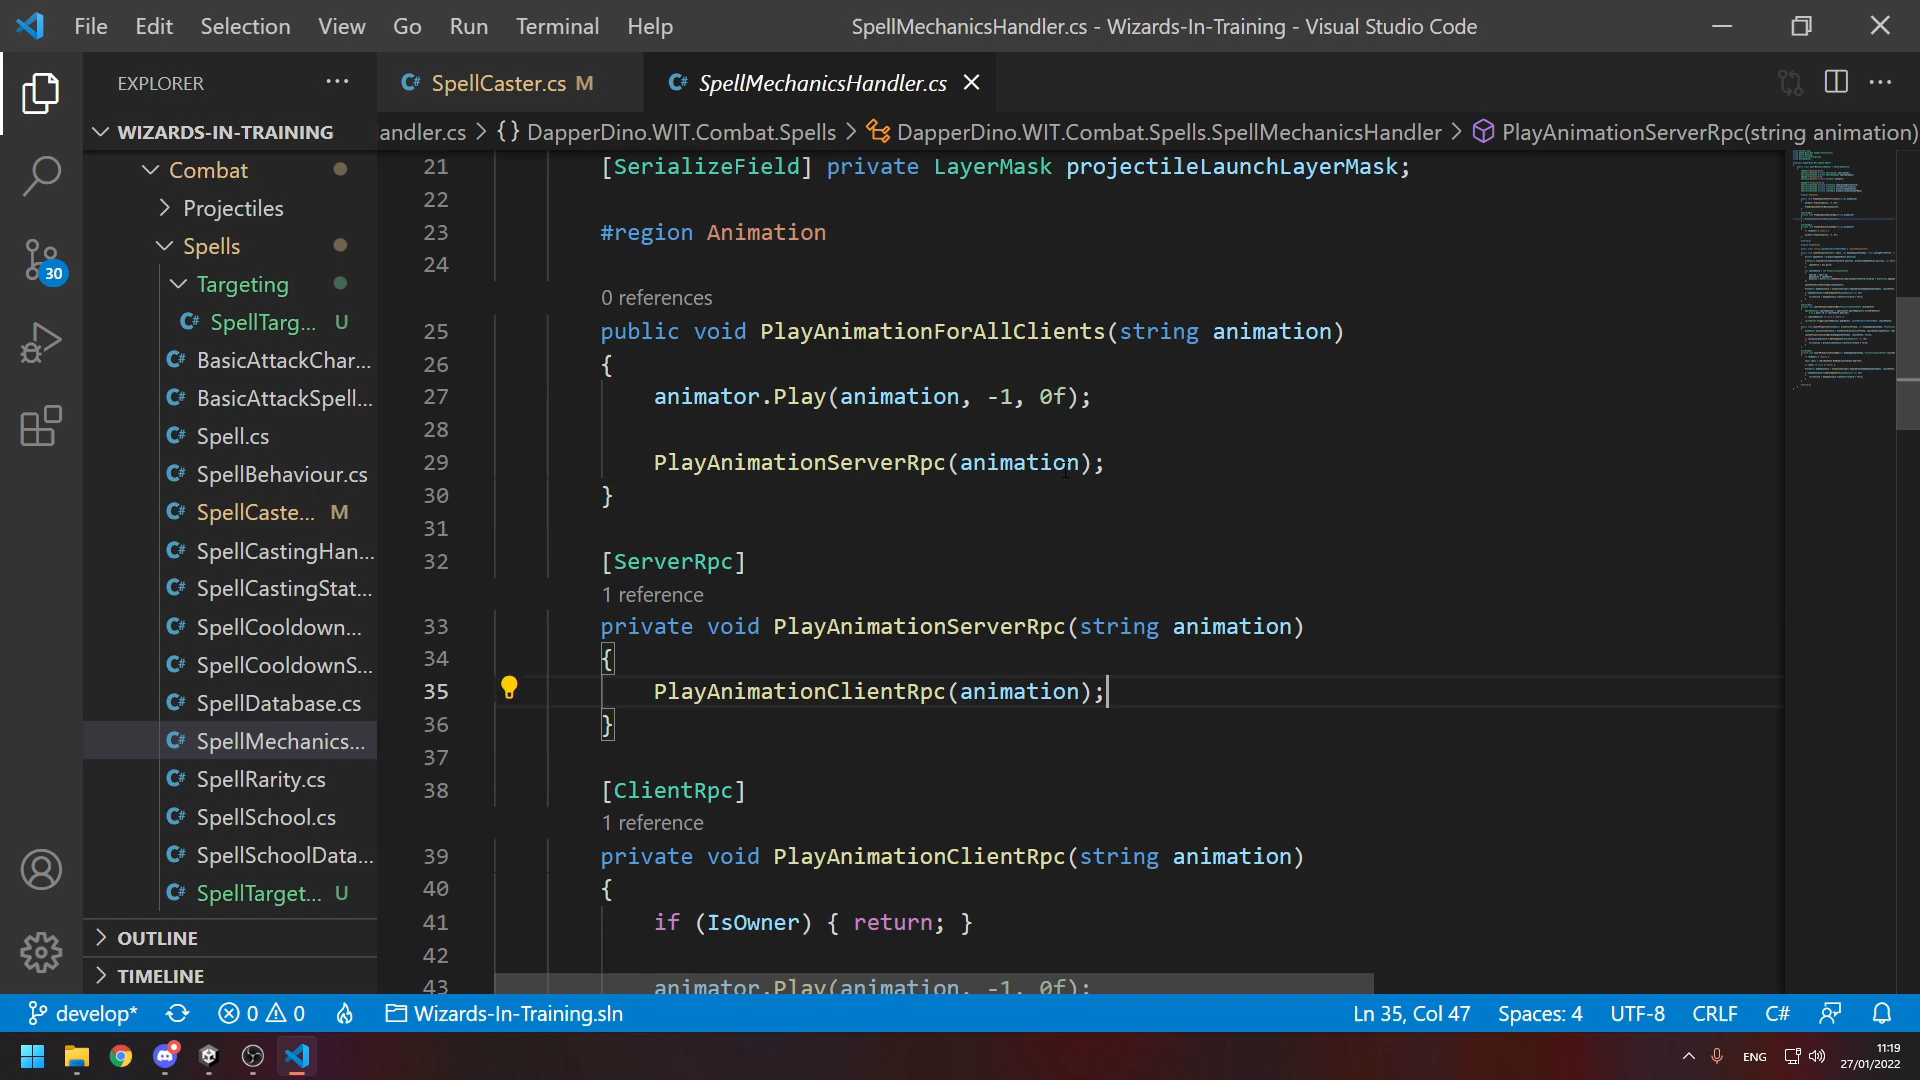 File Edit Selection View Go Run Terminal Help
SpellMechanicsHandler.cs - Wizards-In-Training - Visual Studio Code
EXPLORER
SpellCaster.cs M
SpellMechanicsHandler.cs
WIZARDS-IN-TRAINING
andler.cs > {} DapperDino.WIT.Combat.Spells > DapperDino.WIT.Combat.Spells.SpellMechanicsHandler > PlayAnimationServerRpc(string animation)
Combat
Projectiles
Spells
Targeting
C# SpellTarg... U
C# BasicAttackChar...
C# BasicAttackSpell...
C# Spell.cs
C# SpellBehaviour.cs
C# SpellCaste... M
C# SpellCastingHan...
C# SpellCastingStat...
C# SpellCooldown...
C# SpellCooldownS...
C# SpellDatabase.cs
C# SpellMechanics...
C# SpellRarity.cs
C# SpellSchool.cs
C# SpellSchoolData...
C# SpellTarget... U
OUTLINE
TIMELINE
30
21 [SerializeField] private LayerMask projectileLaunchLayerMask;
22
23 #region Animation
24
0 references
25 public void PlayAnimationForAllClients(string animation)
26 {
27 animator.Play(animation, -1, 0f);
28
29 PlayAnimationServerRpc(animation);
30 }
31
32 [ServerRpc]
1 reference
33 private void PlayAnimationServerRpc(string animation)
34 {
35 PlayAnimationClientRpc(animation);
36 }
37
38 [ClientRpc]
1 reference
39 private void PlayAnimationClientRpc(string animation)
40 {
41 if (IsOwner) { return; }
42
43 animator.Play(animation, -1, 0f);
develop* 0 0 Wizards-In-Training.sln Ln 35, Col 47 Spaces: 4 UTF-8 CRLF C#
ENG
11:19
27/01/2022